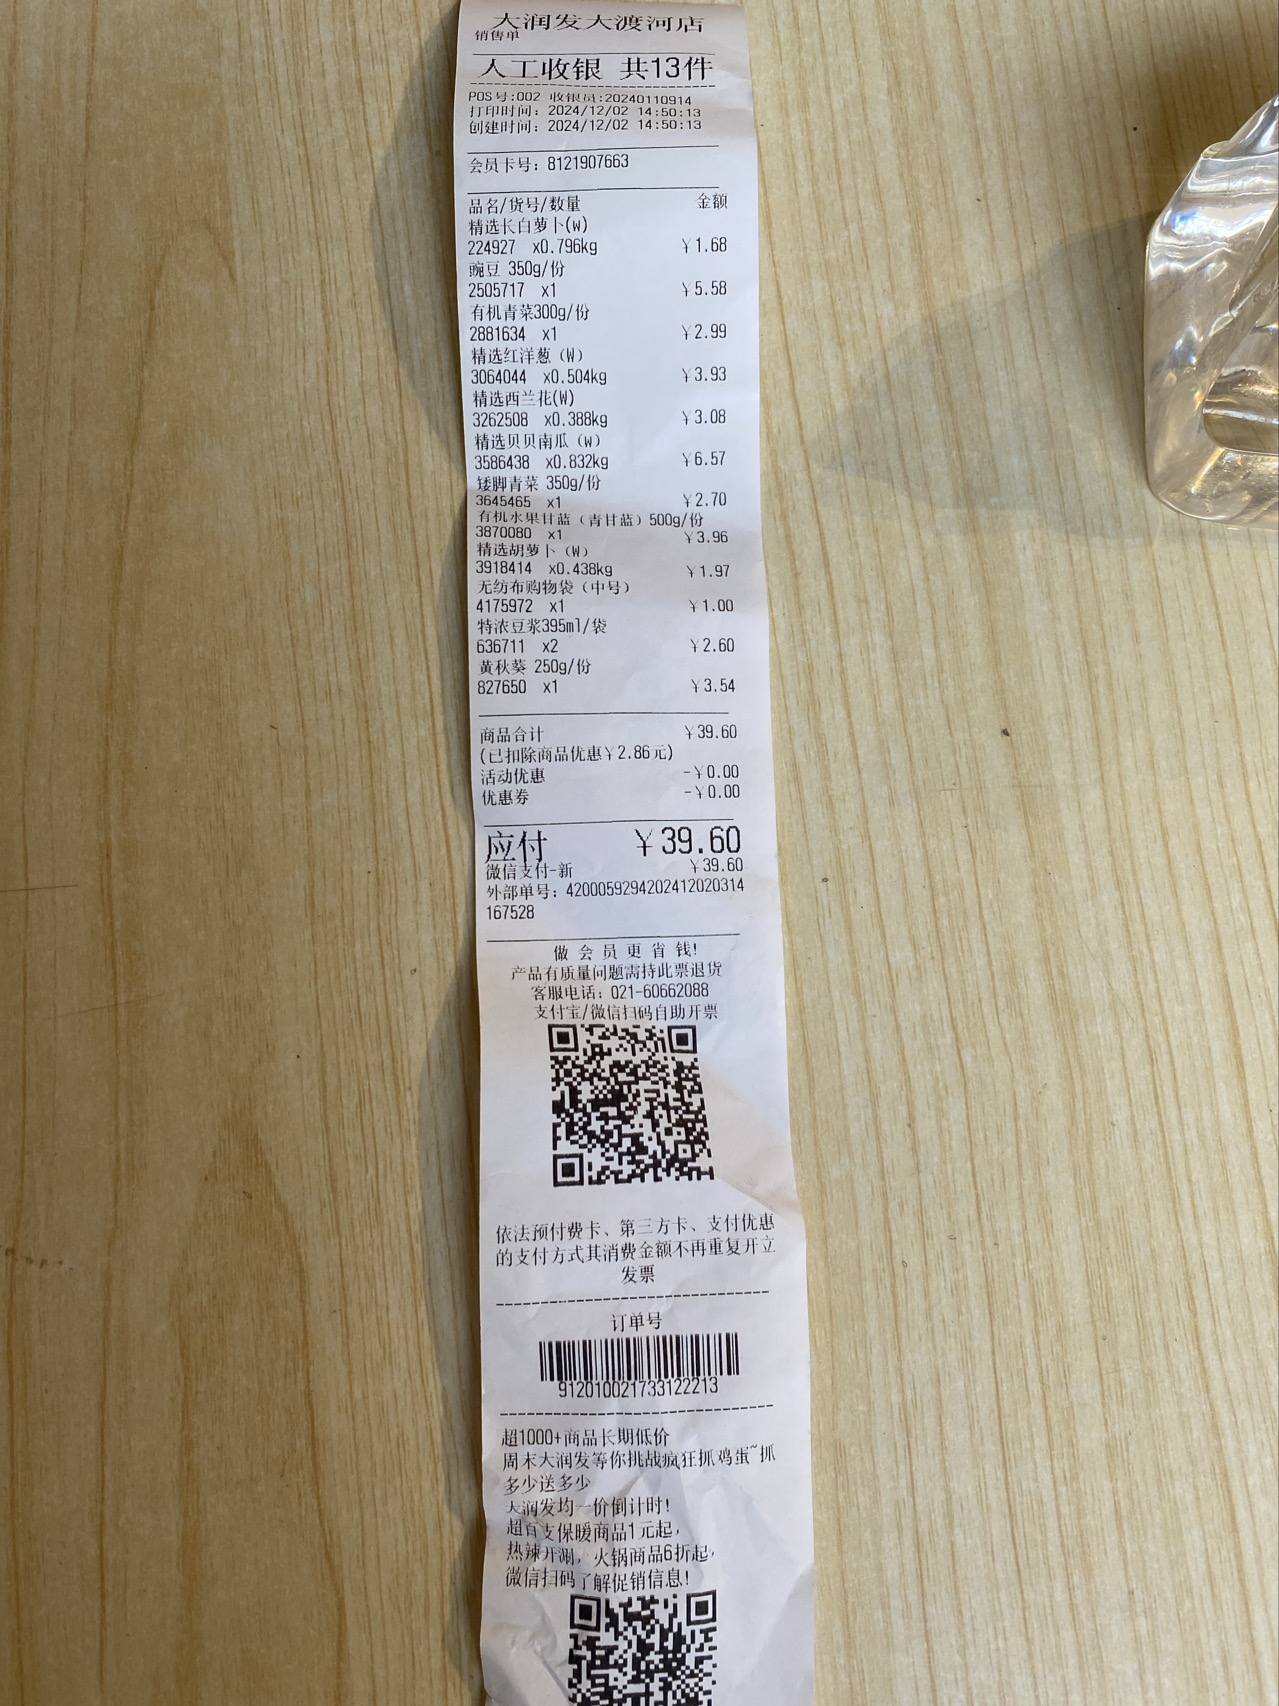 大润发大渡河店
销售单
人工收银 共13件
POS号:002 收银员:20240110914
打印时间: 2024/12/02 14:50:13
创建时间: 2024/12/02 14:50:13
会员卡号: 8121907663
品名/货号/数量 金额
精选长白萝卜(w)
224927 x0.796kg ¥1.68
豌豆 350g/份
2505717 x1 ¥5.58
有机青菜300g/份
2881634 x1 ¥2.99
精选红洋葱（W）
3064044 x0.504kg ¥3.93
精选西兰花(W)
3262508 x0.388kg ¥3.08
精选贝贝南瓜（w）
3586438 x0.832kg ¥6.57
矮脚青菜 350g/份
3645465 x1 ¥2.70
有机水果甘蓝（青甘蓝）500g/份
3870080 x1 ¥3.96
精选胡萝卜（W）
3918414 x0.438kg ¥1.97
无纺布购物袋（中号）
4175972 x1 ¥1.00
特浓豆浆395ml/袋
636711 x2 ¥2.60
黄秋葵 250g/份
827650 x1 ¥3.54
商品合计 ¥39.60
(已扣除商品优惠¥2.86元)
活动优惠 -¥0.00
优惠券 -¥0.00
应付 ¥39.60
微信支付-新 ¥39.60
外部单号: 4200059294202412020314
167528
做 会 员 更 省 钱!
产品有质量问题需持此票退货
客服电话: 021-60662088
支付宝/微信扫码自助开票
依法预付费卡、第三方卡、支付优惠
的支付方式其消费金额不再重复开立
发票
订单号
912010021733122213
超1000+商品长期低价
周末大润发等你挑战疯狂抓鸡蛋~抓
多少送多少
大润发均一价倒计时!
超百支保暖商品1元起,
热辣开涮, 火锅商品6折起,
微信扫码了解促销信息!